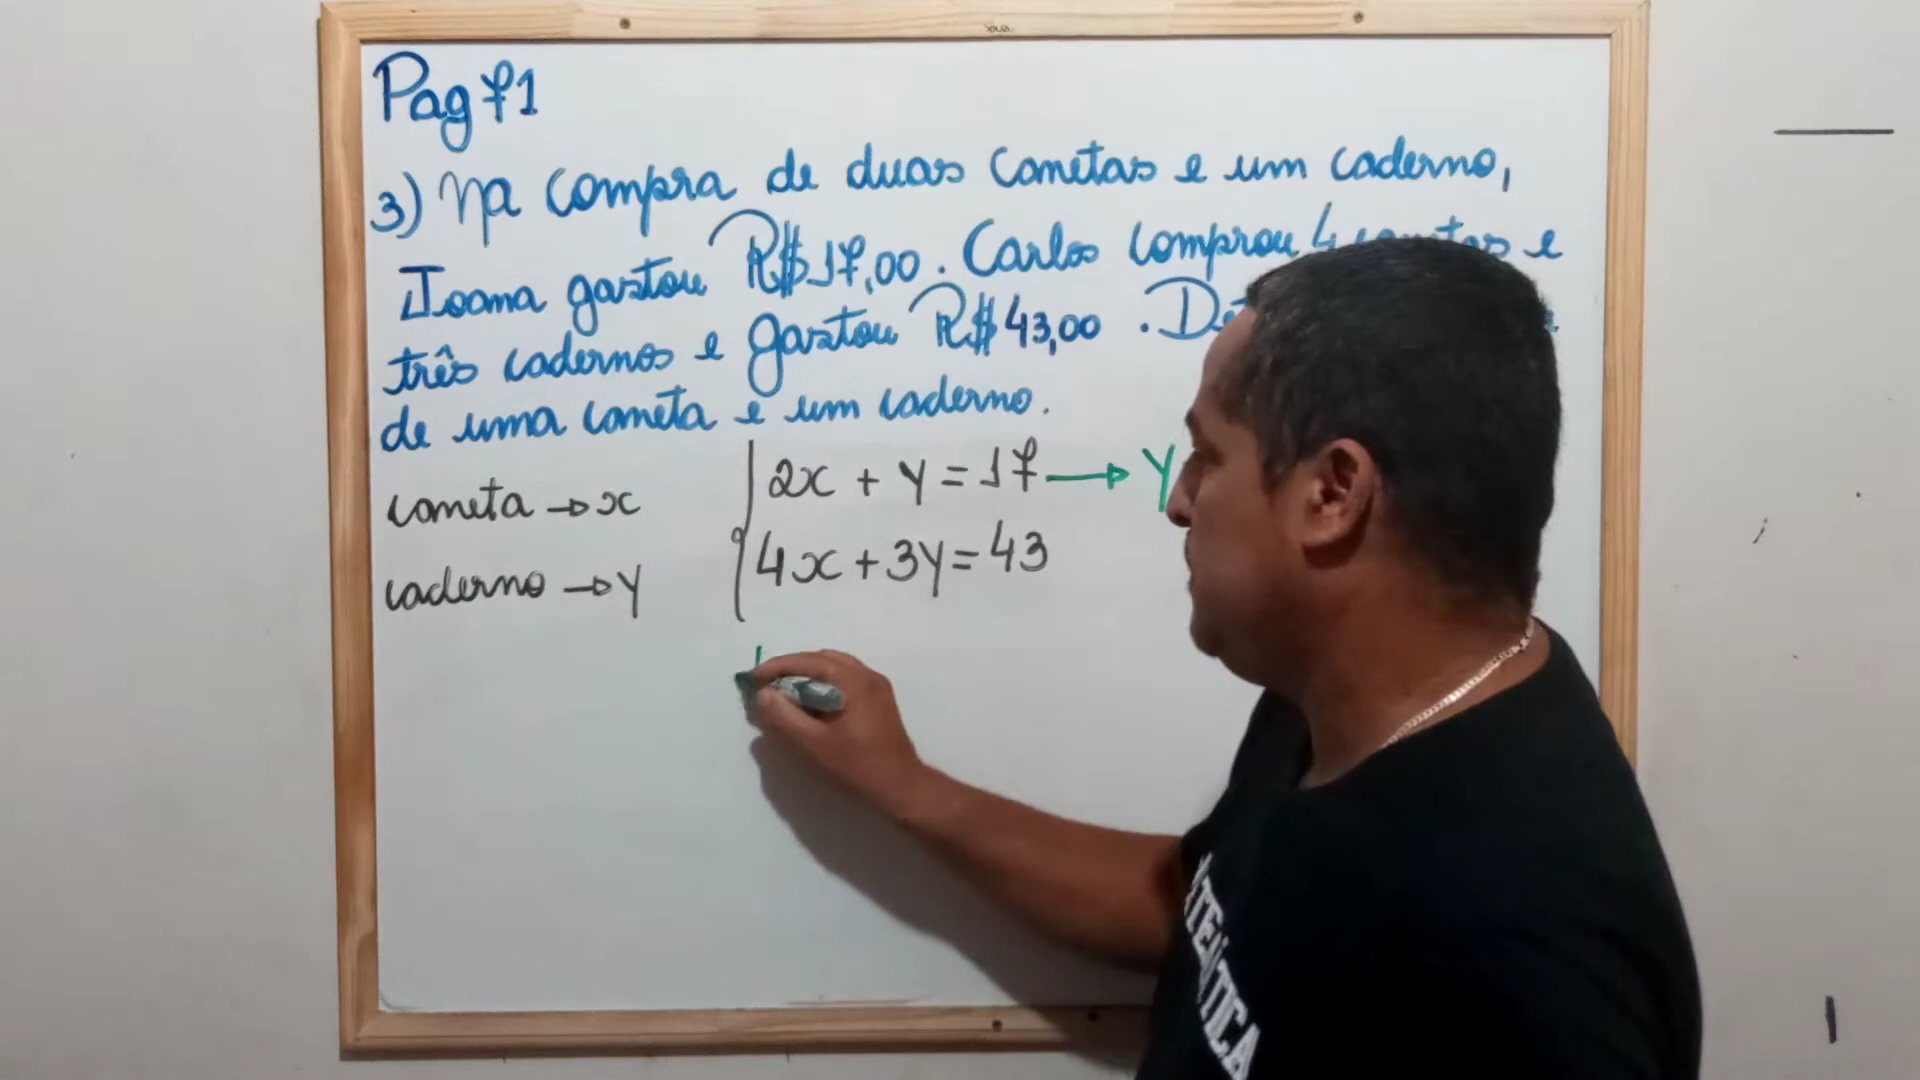 Pag 71
3) Na compra de duas canetas e um caderno,
Joana gastou R$ 17,00. Carlos comprou 4 canetas e
três cadernos e gastou R$ 43,00. De
de uma caneta e um caderno.
caneta → x
caderno → y
2x + y = 17 → y
4x + 3y = 43